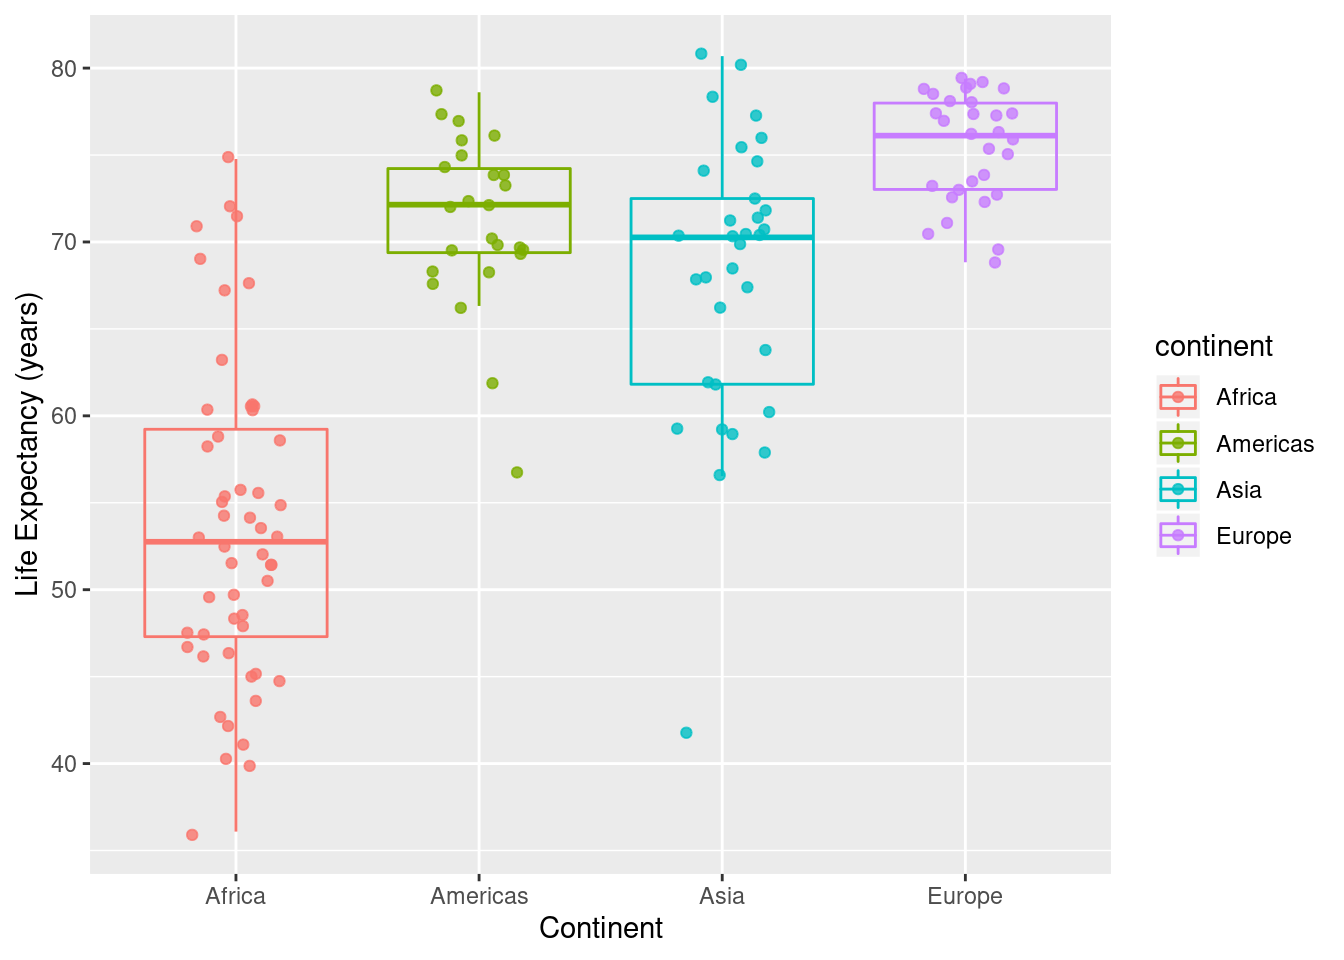 80
70
60
50
40
Life Expectancy (years)
Africa
Americas
Asia
Europe
Continent
continent
Africa
Americas
Asia
Europe